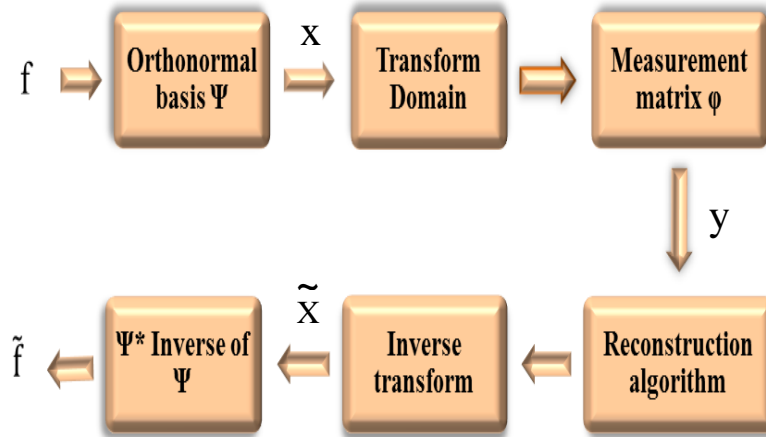 f
Orthonormal
basis Ψ
x
Transform
Domain
Measurement
matrix φ
y
Reconstruction
algorithm
Inverse
transform
x̃
Ψ* Inverse of
Ψ
f̃